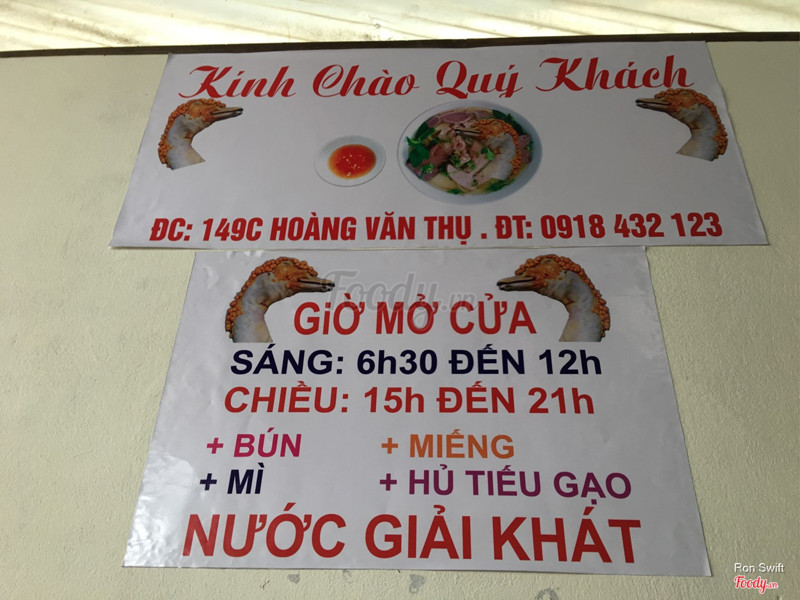 Kính Chào Quý Khách
ĐC: 149C HOÀNG VĂN THỤ . ĐT: 0918 432 123
Foody.vn
GiỜ MỞ CỬA
SÁNG: 6h30 ĐẾN 12h
CHIỀU: 15h ĐẾN 21h
+ BÚN + MIẾNG
+ MÌ + HỦ TIẾU GẠO
NƯỚC GIẢI KHÁT
Ron Swift
Foody.vn